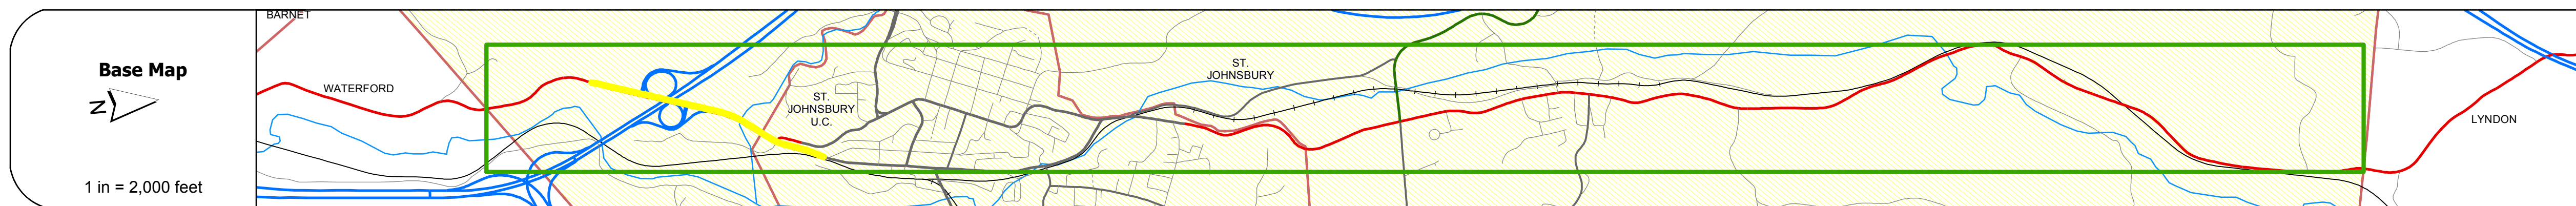 Base Map
N
1 in = 2,000 feet
BARNET
WATERFORD
ST.
JOHNSBURY
U.C.
ST.
JOHNSBURY
LYNDON